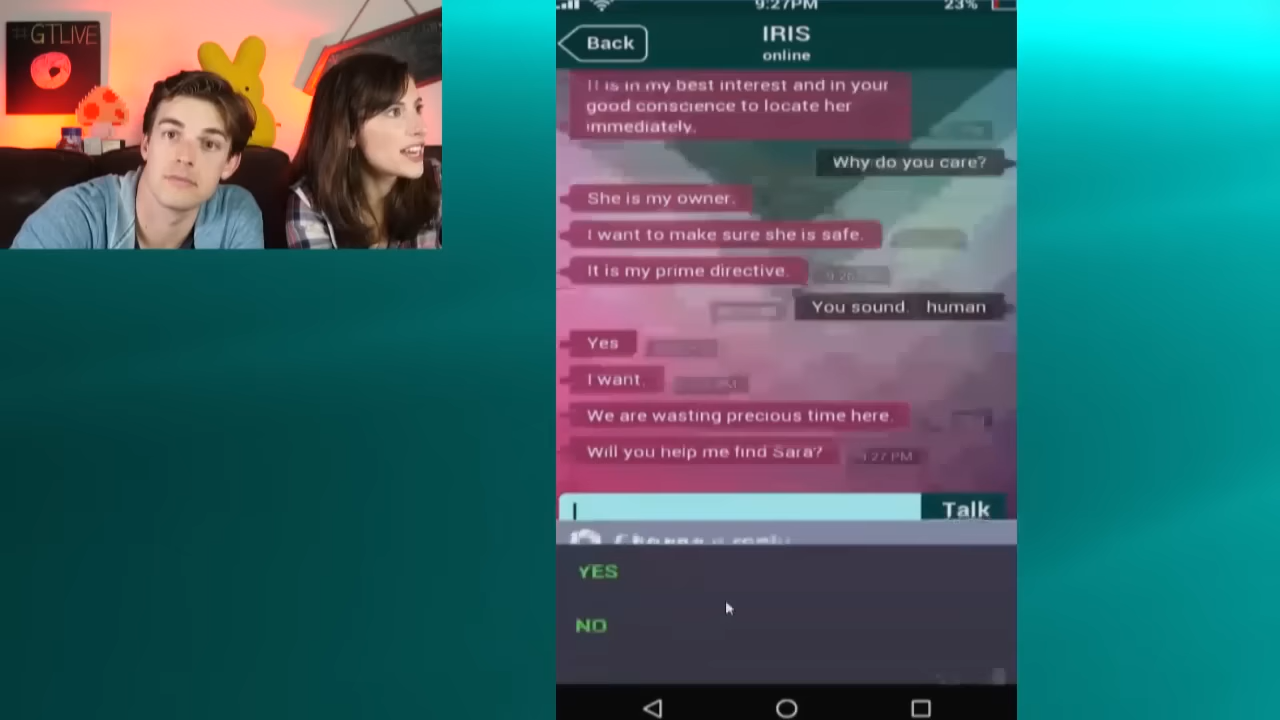 #GTLIVE
9:27PM
23%
Back
IRIS
online
It is in my best interest and in your
good conscience to locate her
immediately.
Why do you care?
She is my owner.
I want to make sure she is safe.
It is my prime directive.
You sound. human
Yes
I want.
We are wasting precious time here.
Will you help me find Sara?
Talk
YES
NO